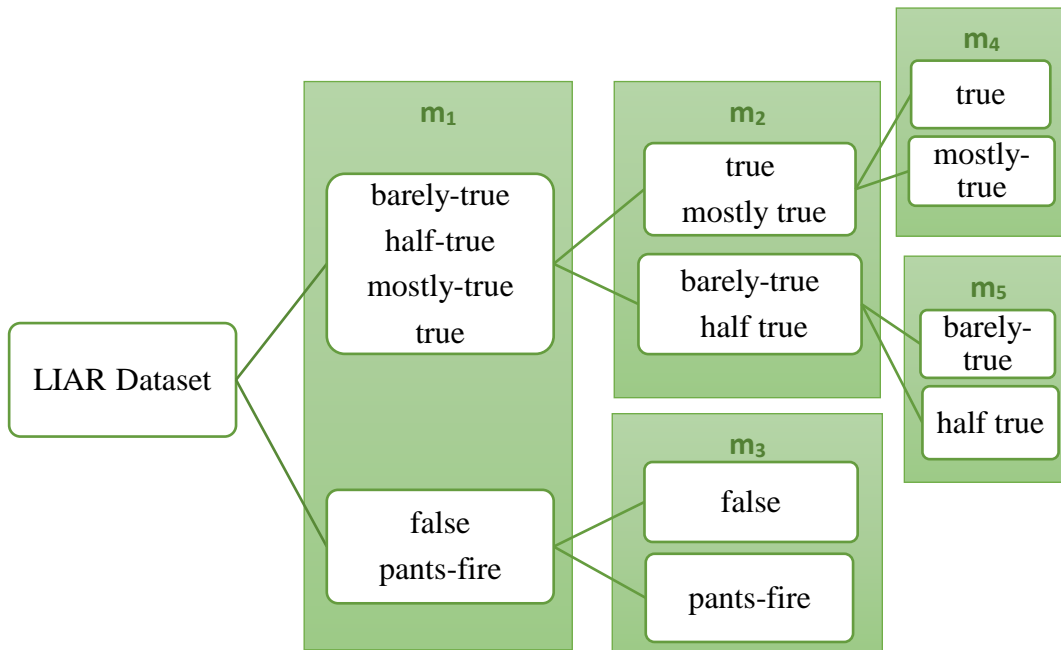 LIAR Dataset
m₁
barely-true
half-true
mostly-true
true
false
pants-fire
m₂
true
mostly true
barely-true
half true
m₃
false
pants-fire
m₄
true
mostly-
true
m₅
barely-
true
half true